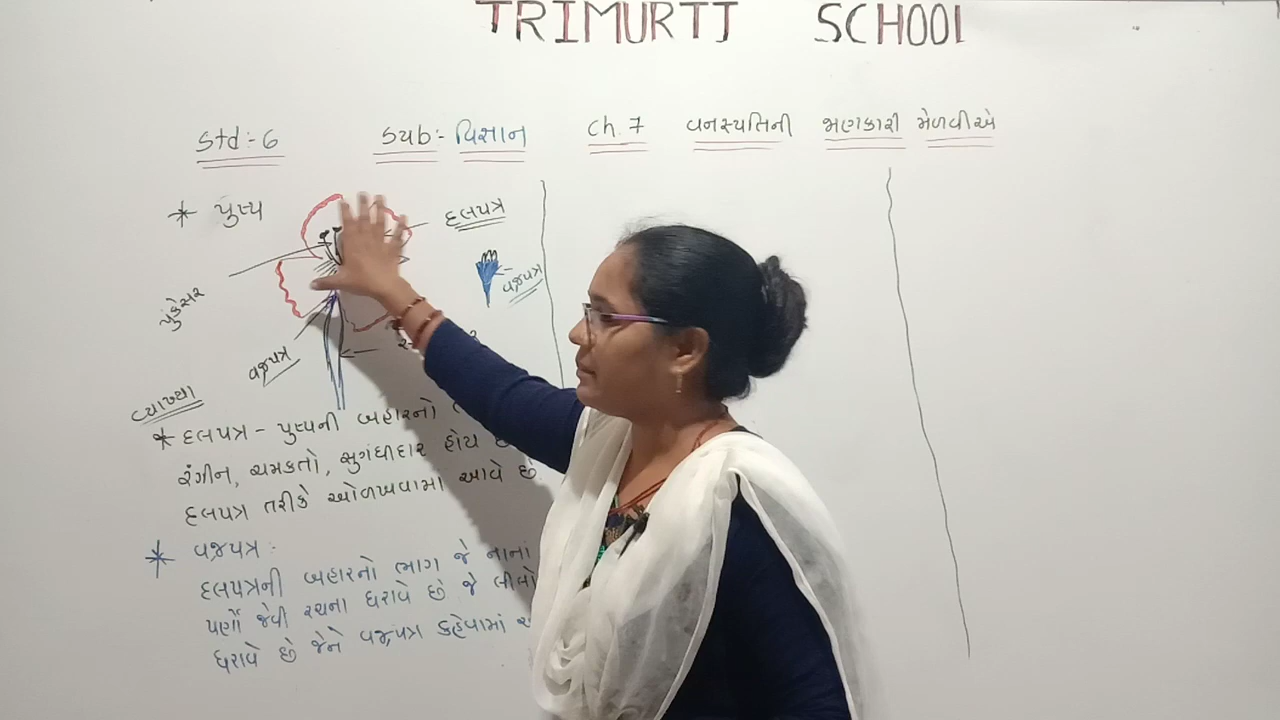 TRIMURTI SCHOOL
Std : 6 Sub:- વિજ્ઞાન Ch. 7 વનસ્પતિની જાણકારી મેળવીએ
* પુષ્પ
દલપત્ર
વજ્રપત્ર
પુંકેસર
વજ્રપત્ર
વ્યાખ્યા
* દલપત્ર - પુષ્પની બહારનો
રંગીન, ચમકતો, સુગંધીદાર હોય છે
દલપત્ર તરીકે ઓળખવામાં આવે છે
* વજ્રપત્ર :
દલપત્રની બહારનો ભાગ જે નાનાં
પર્ણો જેવી રચના ધરાવે છે જે લીલો
ધરાવે છે જેને વજ્રપત્ર કહેવામાં